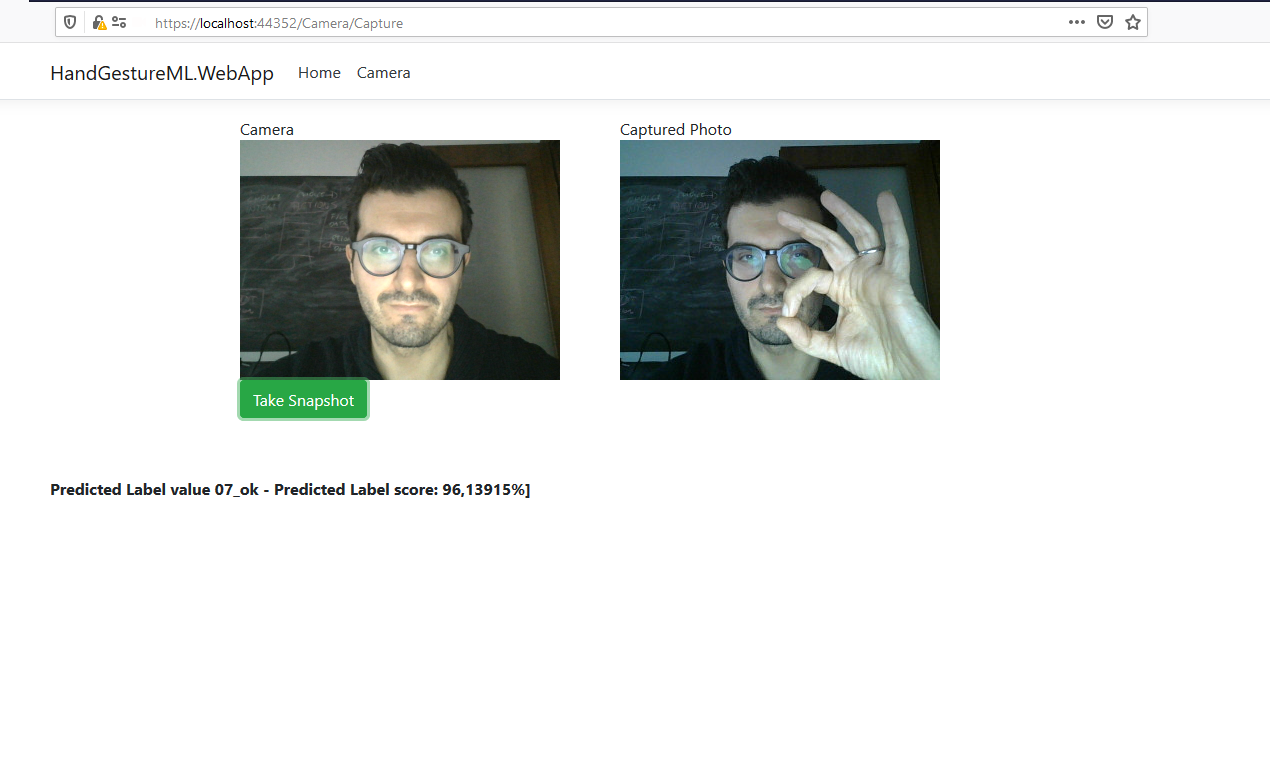 https://localhost:44352/Camera/Capture
HandGestureML.WebApp Home Camera
Camera Captured Photo
Take Snapshot
Predicted Label value 07_ok - Predicted Label score: 96,13915%]